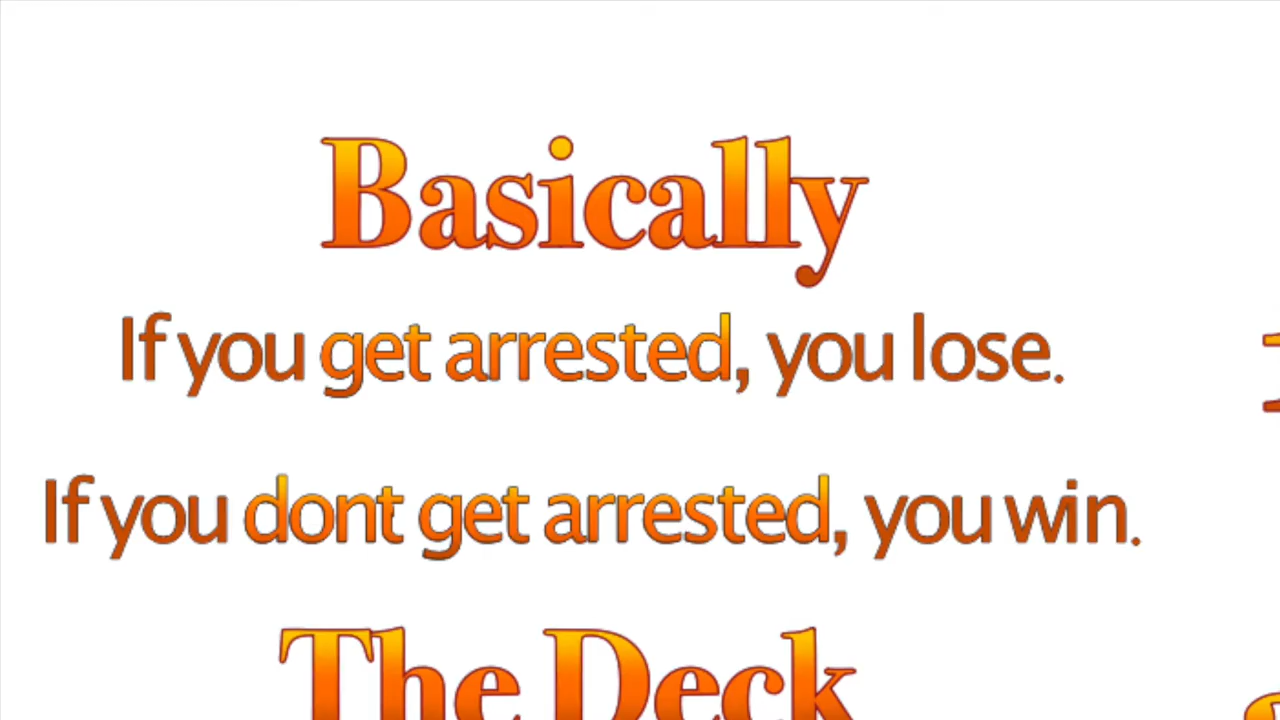 Basically
If you get arrested, you lose.
If you dont get arrested, you win.
The Deck